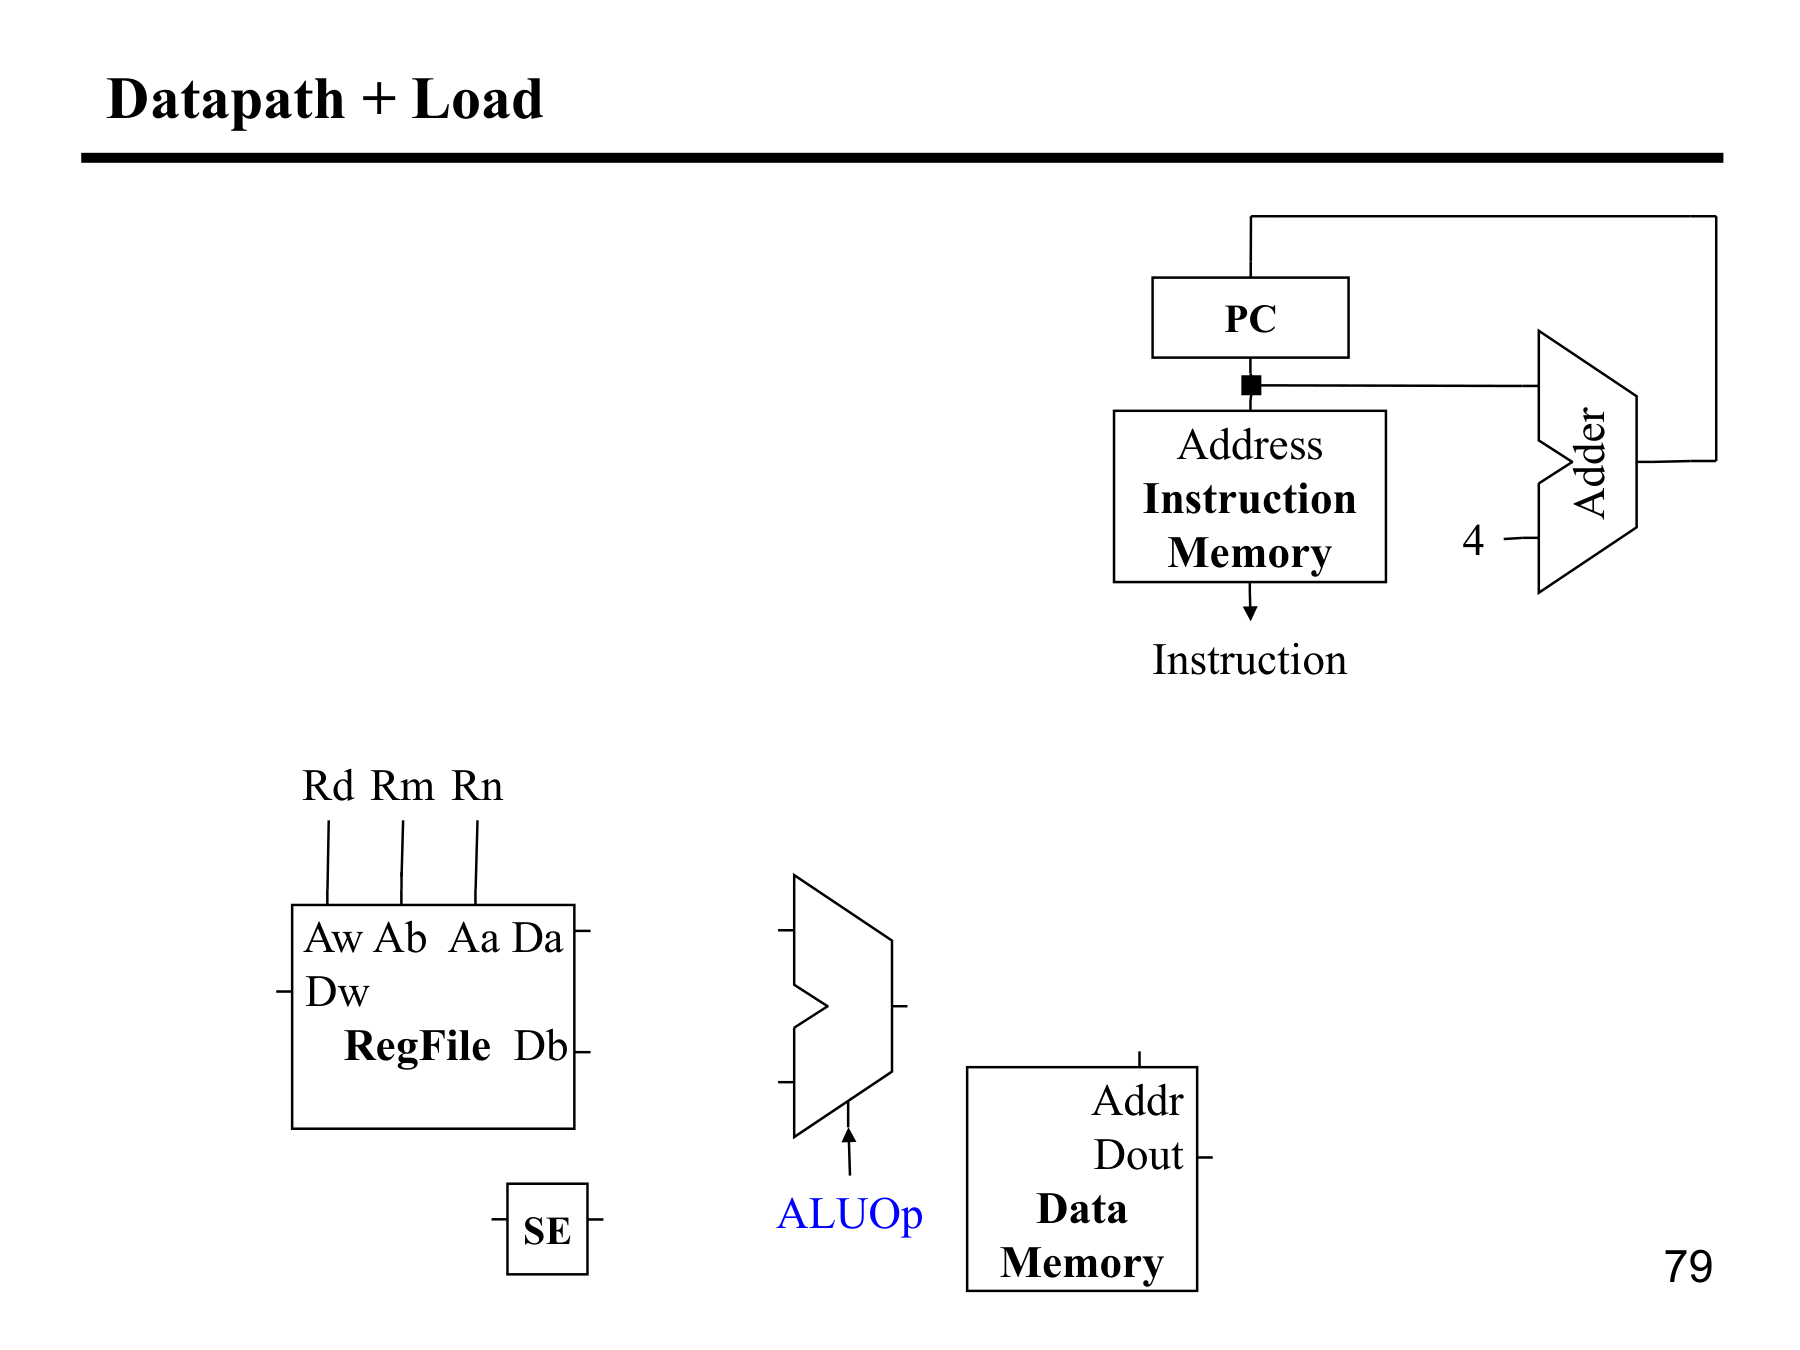 Datapath + Load
PC
Address
Instruction
Memory
Adder
4
Instruction
Rd Rm Rn
Aw Ab Aa Da
Dw
RegFile Db
SE
ALUOp
Addr
Dout
Data
Memory
79